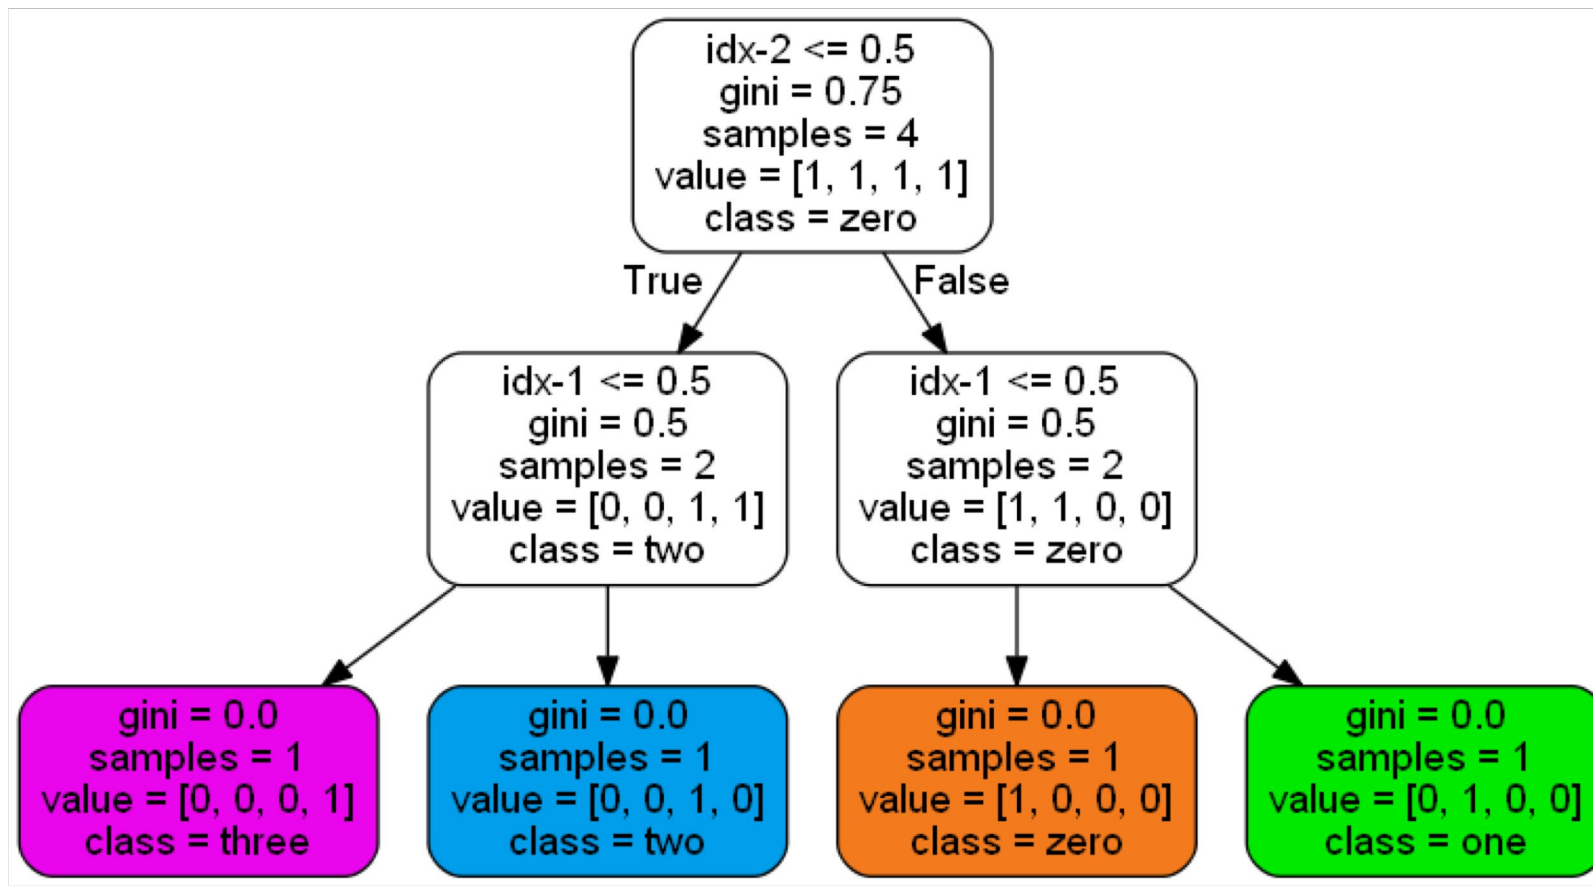 idx-2 <= 0.5
gini = 0.75
samples = 4
value = [1, 1, 1, 1]
class = zero
True
False
idx-1 <= 0.5
gini = 0.5
samples = 2
value = [0, 0, 1, 1]
class = two
idx-1 <= 0.5
gini = 0.5
samples = 2
value = [1, 1, 0, 0]
class = zero
gini = 0.0
samples = 1
value = [0, 0, 0, 1]
class = three
gini = 0.0
samples = 1
value = [0, 0, 1, 0]
class = two
gini = 0.0
samples = 1
value = [1, 0, 0, 0]
class = zero
gini = 0.0
samples = 1
value = [0, 1, 0, 0]
class = one